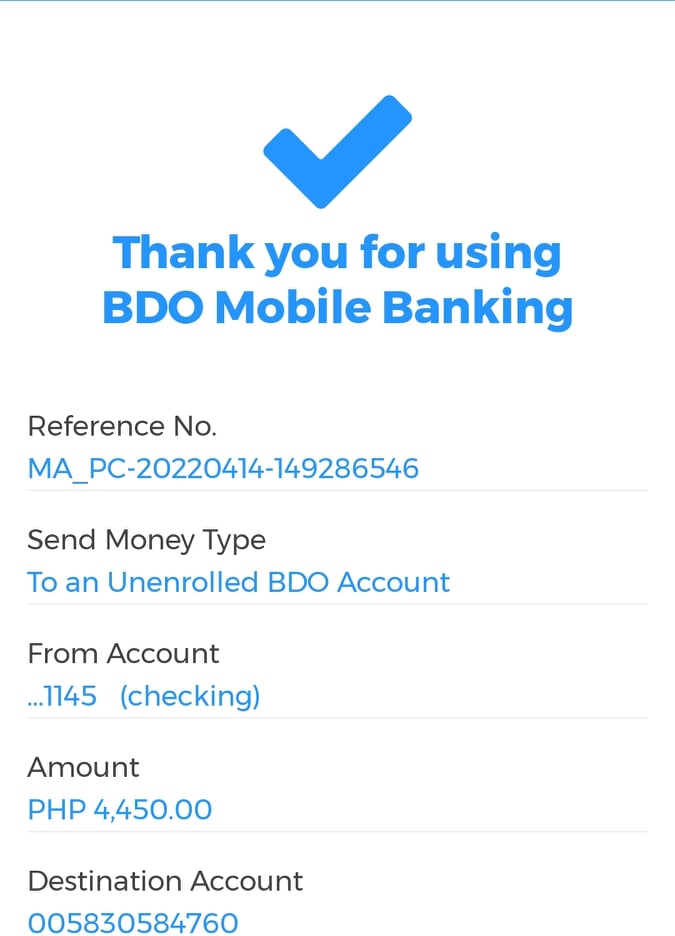 Thank you for using
BDO Mobile Banking
Reference No.
MA_PC-20220414-149286546
Send Money Type
To an Unenrolled BDO Account
From Account
...1145 (checking)
Amount
PHP 4,450.00
Destination Account
005830584760